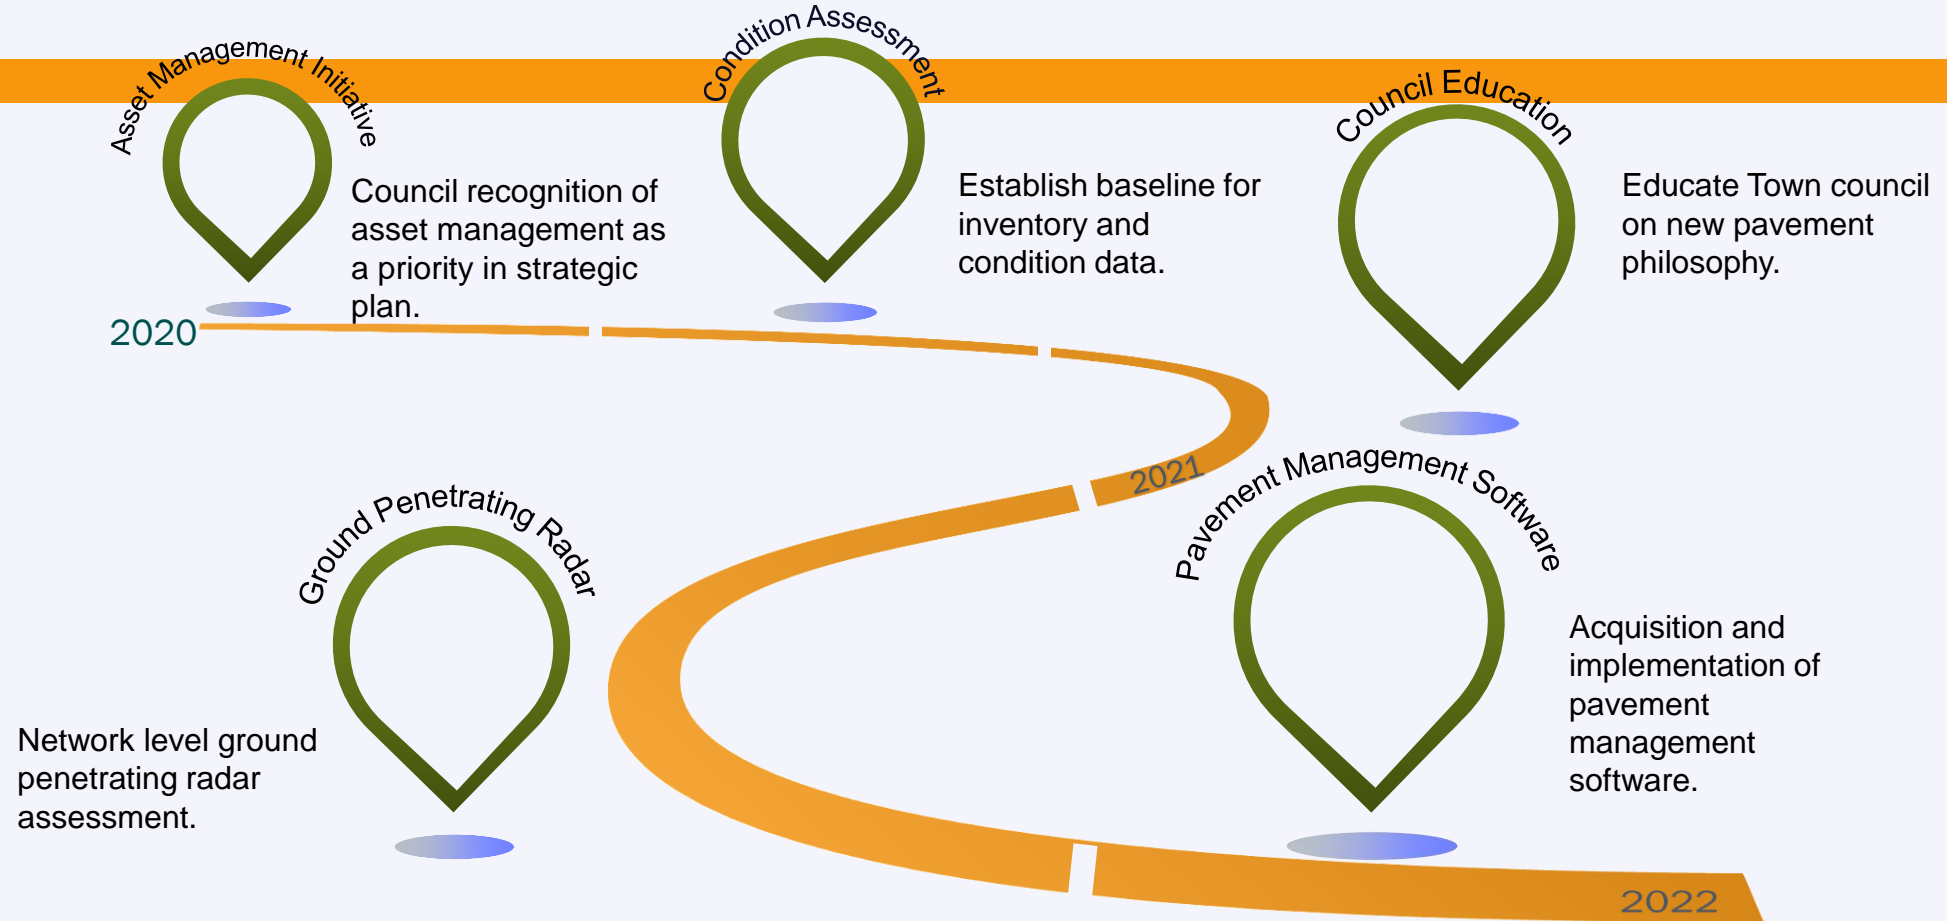 Asset Management Initiative
Council recognition of
asset management as
a priority in strategic
plan.
Condition Assessment
Establish baseline for
inventory and
condition data.
Council Education
Educate Town council
on new pavement
philosophy.
2020
2021
Ground Penetrating Radar
Network level ground
penetrating radar
assessment.
Pavement Management Software
Acquisition and
implementation of
pavement
management
software.
2022